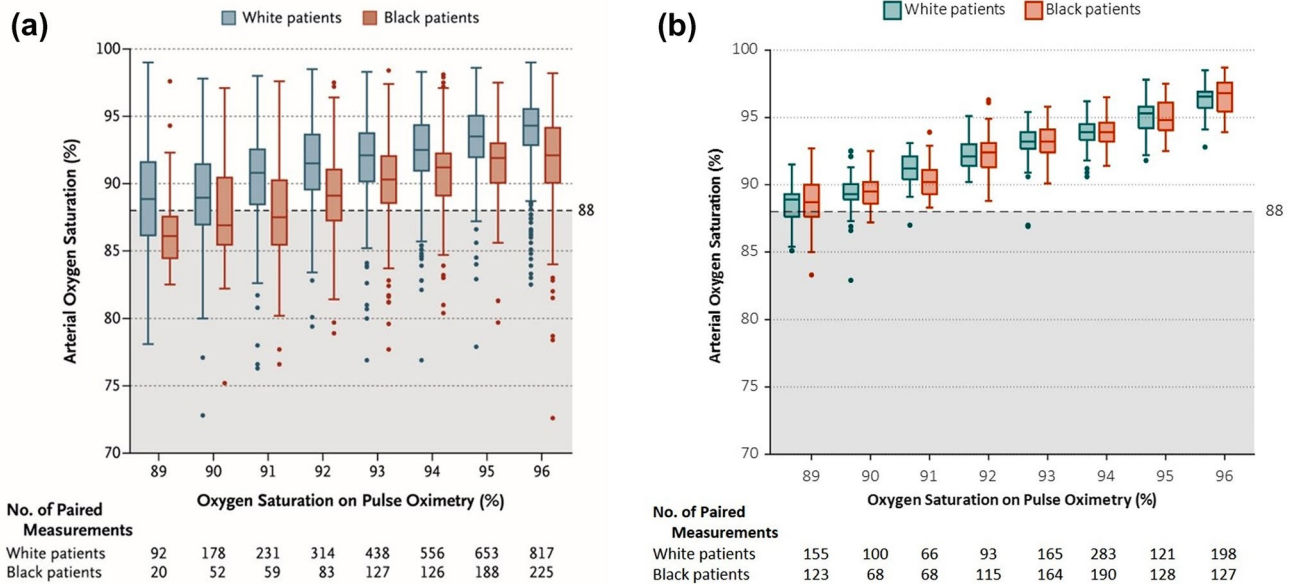 (a)
White patients Black patients
Arterial Oxygen Saturation (%)
100
95
90
88
85
80
75
70
89 90 91 92 93 94 95 96
Oxygen Saturation on Pulse Oximetry (%)
No. of Paired
Measurements
White patients 92 178 231 314 438 556 653 817
Black patients 20 52 59 83 127 126 188 225
(b)
White patients Black patients
Arterial Oxygen Saturation (%)
100
95
90
88
85
80
75
70
89 90 91 92 93 94 95 96
Oxygen Saturation on Pulse Oximetry (%)
No. of Paired
Measurements
White patients 155 100 66 93 165 283 121 198
Black patients 123 68 68 115 164 190 128 127